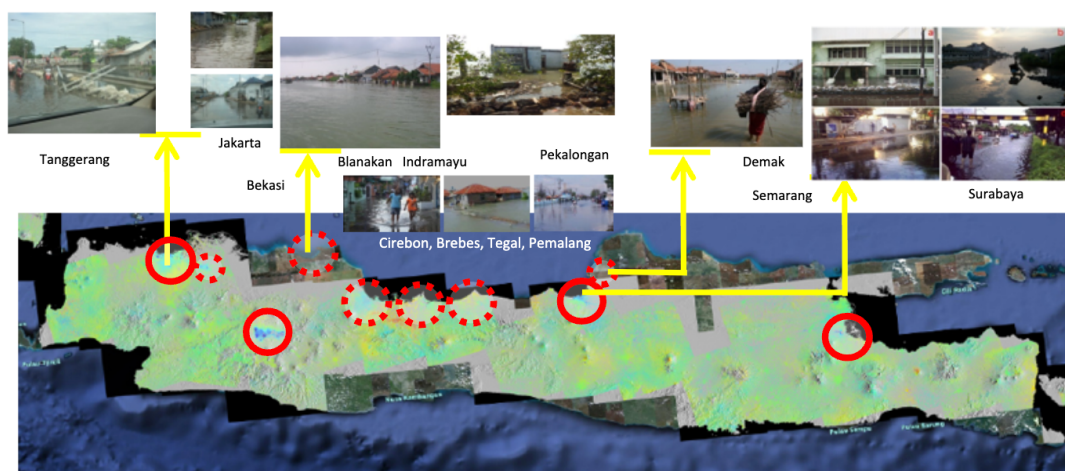 a
b
Tanggerang
Jakarta
Bekasi
Blanakan Indramayu
Pekalongan
Demak
Semarang
Surabaya
Cirebon, Brebes, Tegal, Pemalang